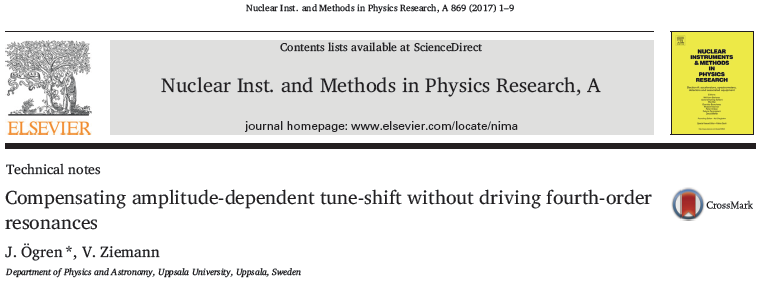 Nuclear Inst. and Methods in Physics Research, A 869 (2017) 1–9
Contents lists available at ScienceDirect
Nuclear Inst. and Methods in Physics Research, A
journal homepage: www.elsevier.com/locate/nima
ELSEVIER
NUCLEAR
INSTRUMENTS
& METHODS
IN
PHYSICS
RESEARCH
Technical notes
Compensating amplitude-dependent tune-shift without driving fourth-order
resonances
CrossMark
J. Ögren *, V. Ziemann
Department of Physics and Astronomy, Uppsala University, Uppsala, Sweden